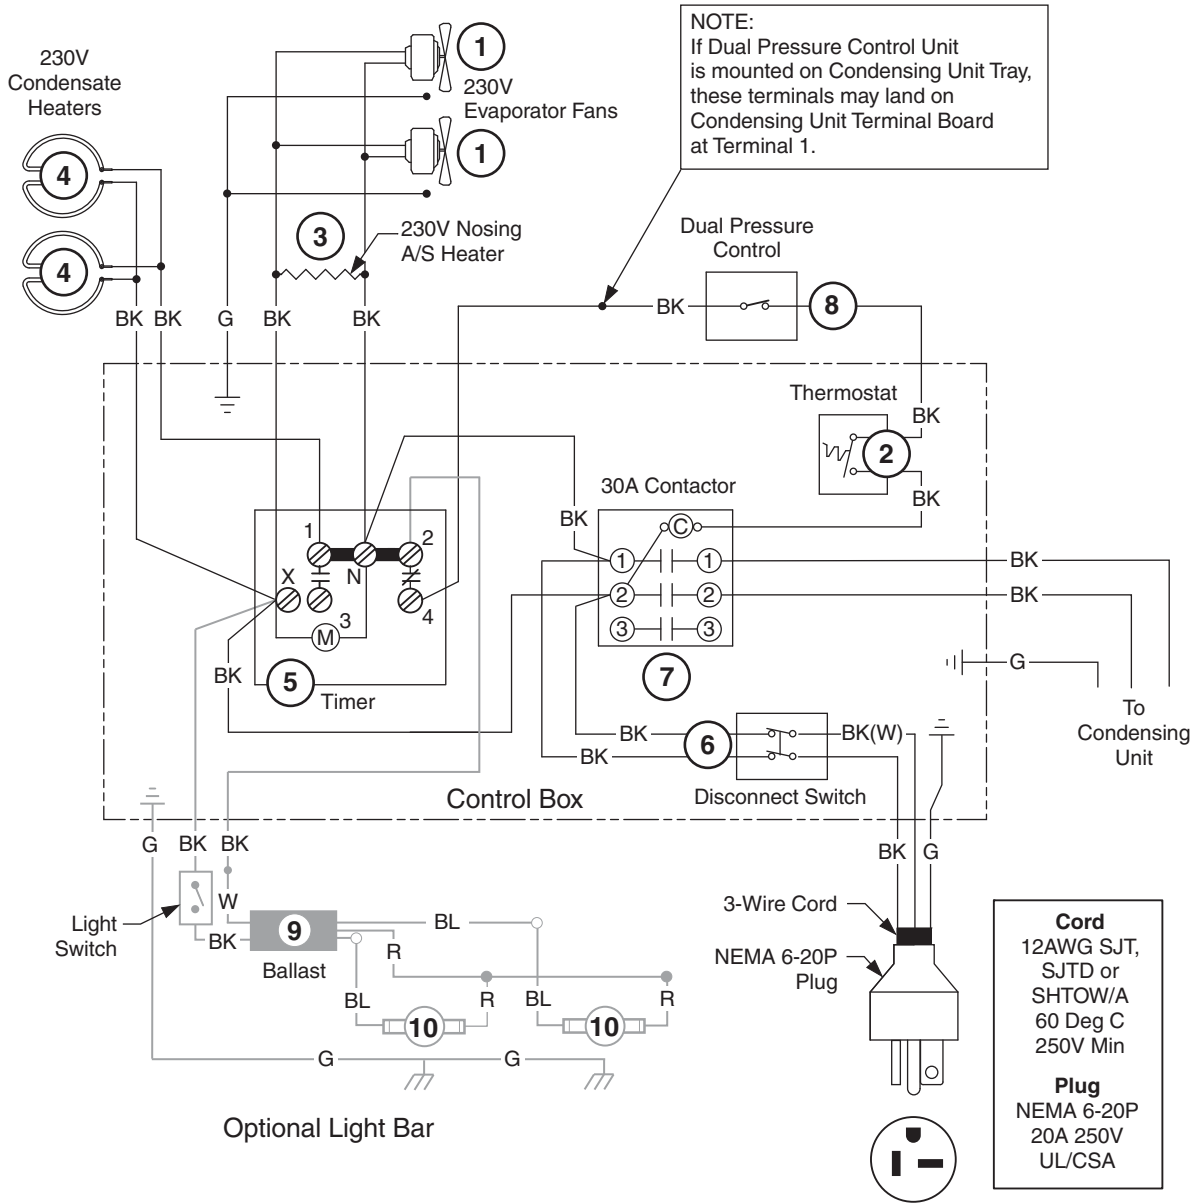 NOTE:
If Dual Pressure Control Unit
is mounted on Condensing Unit Tray,
these terminals may land on
Condensing Unit Terminal Board
at Terminal 1.
230V
Condensate
Heaters
4
4
1
230V
Evaporator Fans
1
3
230V Nosing
A/S Heater
Dual Pressure
Control
BK
8
BK BK G BK BK
Thermostat
BK
2
BK
30A Contactor
BK
C
1 1
2 2
3 3
7
BK
BK
G
To
Condensing
Unit
1
2
X
N
3
4
M
BK
5
Timer
BK
BK
6
BK(W)
Disconnect Switch
Control Box
G BK BK
W
Light
Switch
BK
9
Ballast
BL
R
BL
R
BL
R
10
10
G
G
Optional Light Bar
BK G
3-Wire Cord
NEMA 6-20P
Plug
Cord
12AWG SJT,
SJTD or
SHTOW/A
60 Deg C
250V Min
Plug
NEMA 6-20P
20A 250V
UL/CSA